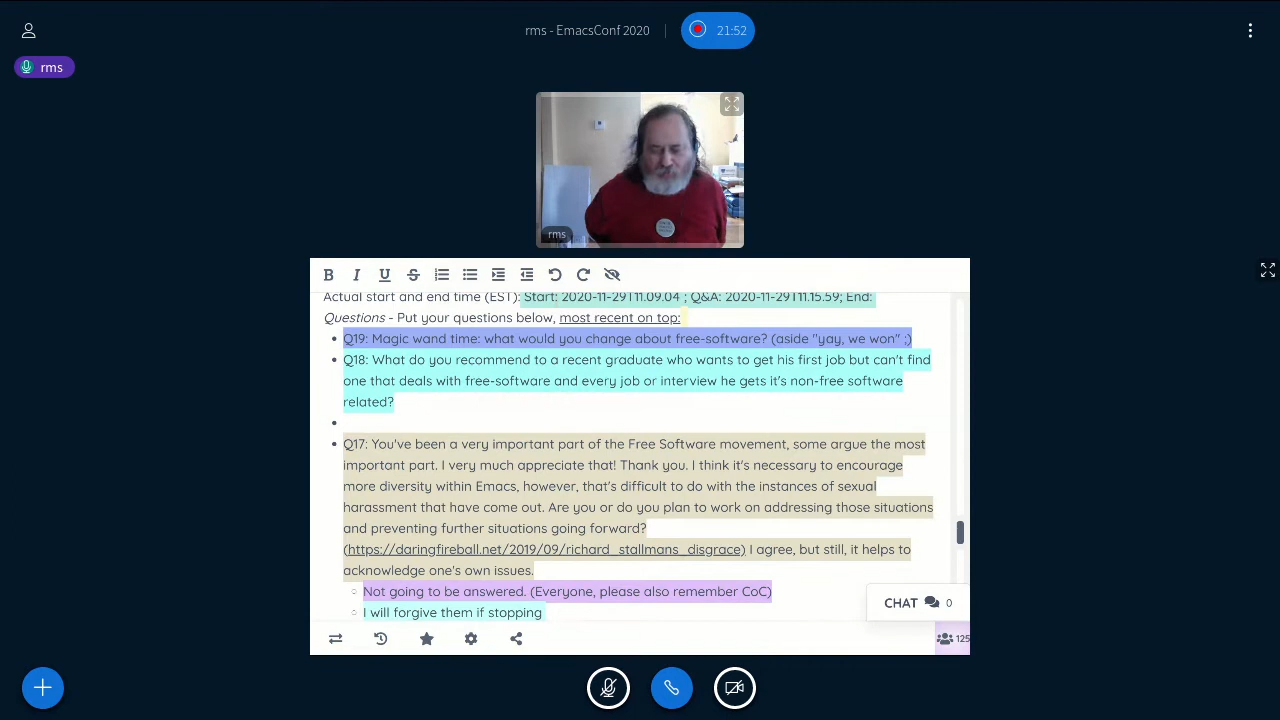 rms - EmacsConf 2020
21:52
rms
rms
Actual start and end time (EST): Start: 2020-11-29T11.09.04 ; Q&A: 2020-11-29T11.15.59; End:
Questions - Put your questions below, most recent on top:
Q19: Magic wand time: what would you change about free-software? (aside "yay, we won" ;)
Q18: What do you recommend to a recent graduate who wants to get his first job but can't find
one that deals with free-software and every job or interview he gets it's non-free software
related?
Q17: You've been a very important part of the Free Software movement, some argue the most
important part. I very much appreciate that! Thank you. I think it's necessary to encourage
more diversity within Emacs, however, that's difficult to do with the instances of sexual
harassment that have come out. Are you or do you plan to work on addressing those situations
and preventing further situations going forward?
(https://daringfireball.net/2019/09/richard_stallmans_disgrace) I agree, but still, it helps to
acknowledge one's own issues.
Not going to be answered. (Everyone, please also remember CoC)
I will forgive them if stopping
CHAT 0
125